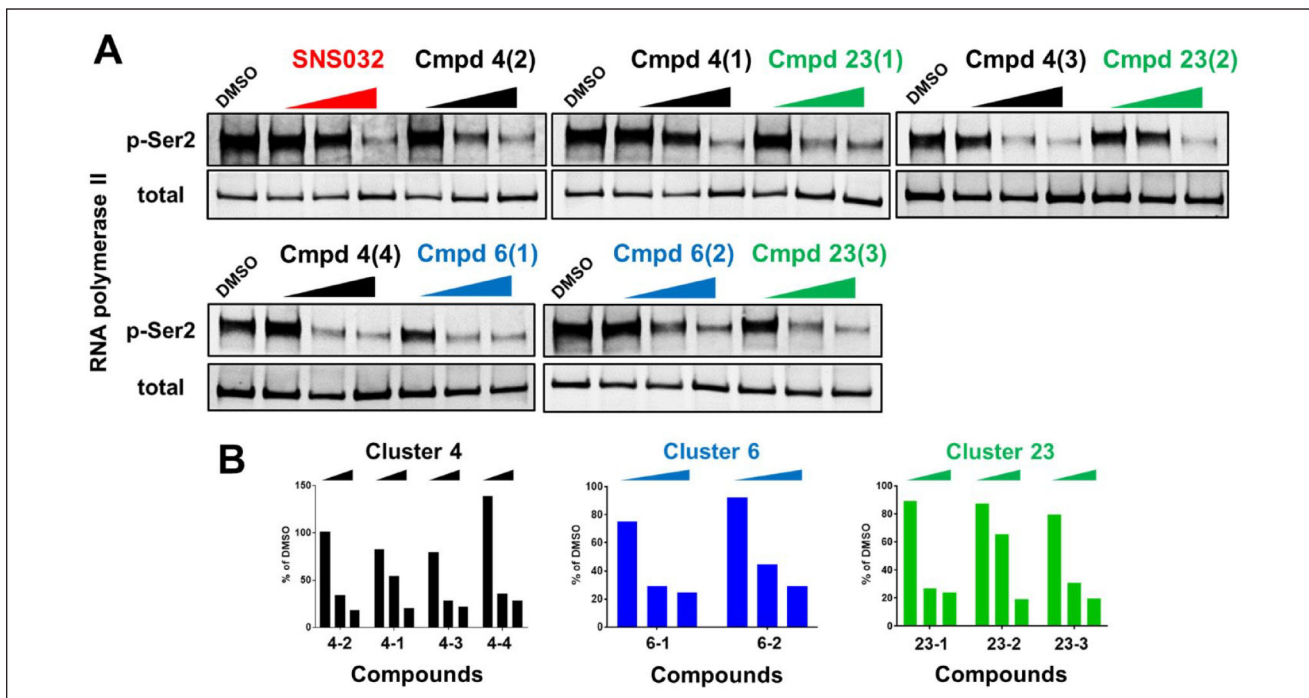 A
SNS032 Cmpd 4(2) Cmpd 4(1) Cmpd 23(1) Cmpd 4(3) Cmpd 23(2)
DMSO DMSO DMSO
p-Ser2
total
RNA polymerase II
Cmpd 4(4) Cmpd 6(1) Cmpd 6(2) Cmpd 23(3)
DMSO DMSO
p-Ser2
total
B
Cluster 4
% of DMSO
150
100
50
0
4-2 4-1 4-3 4-4
Compounds
Cluster 6
% of DMSO
100
80
60
40
20
0
6-1 6-2
Compounds
Cluster 23
% of DMSO
100
80
60
40
20
0
23-1 23-2 23-3
Compounds